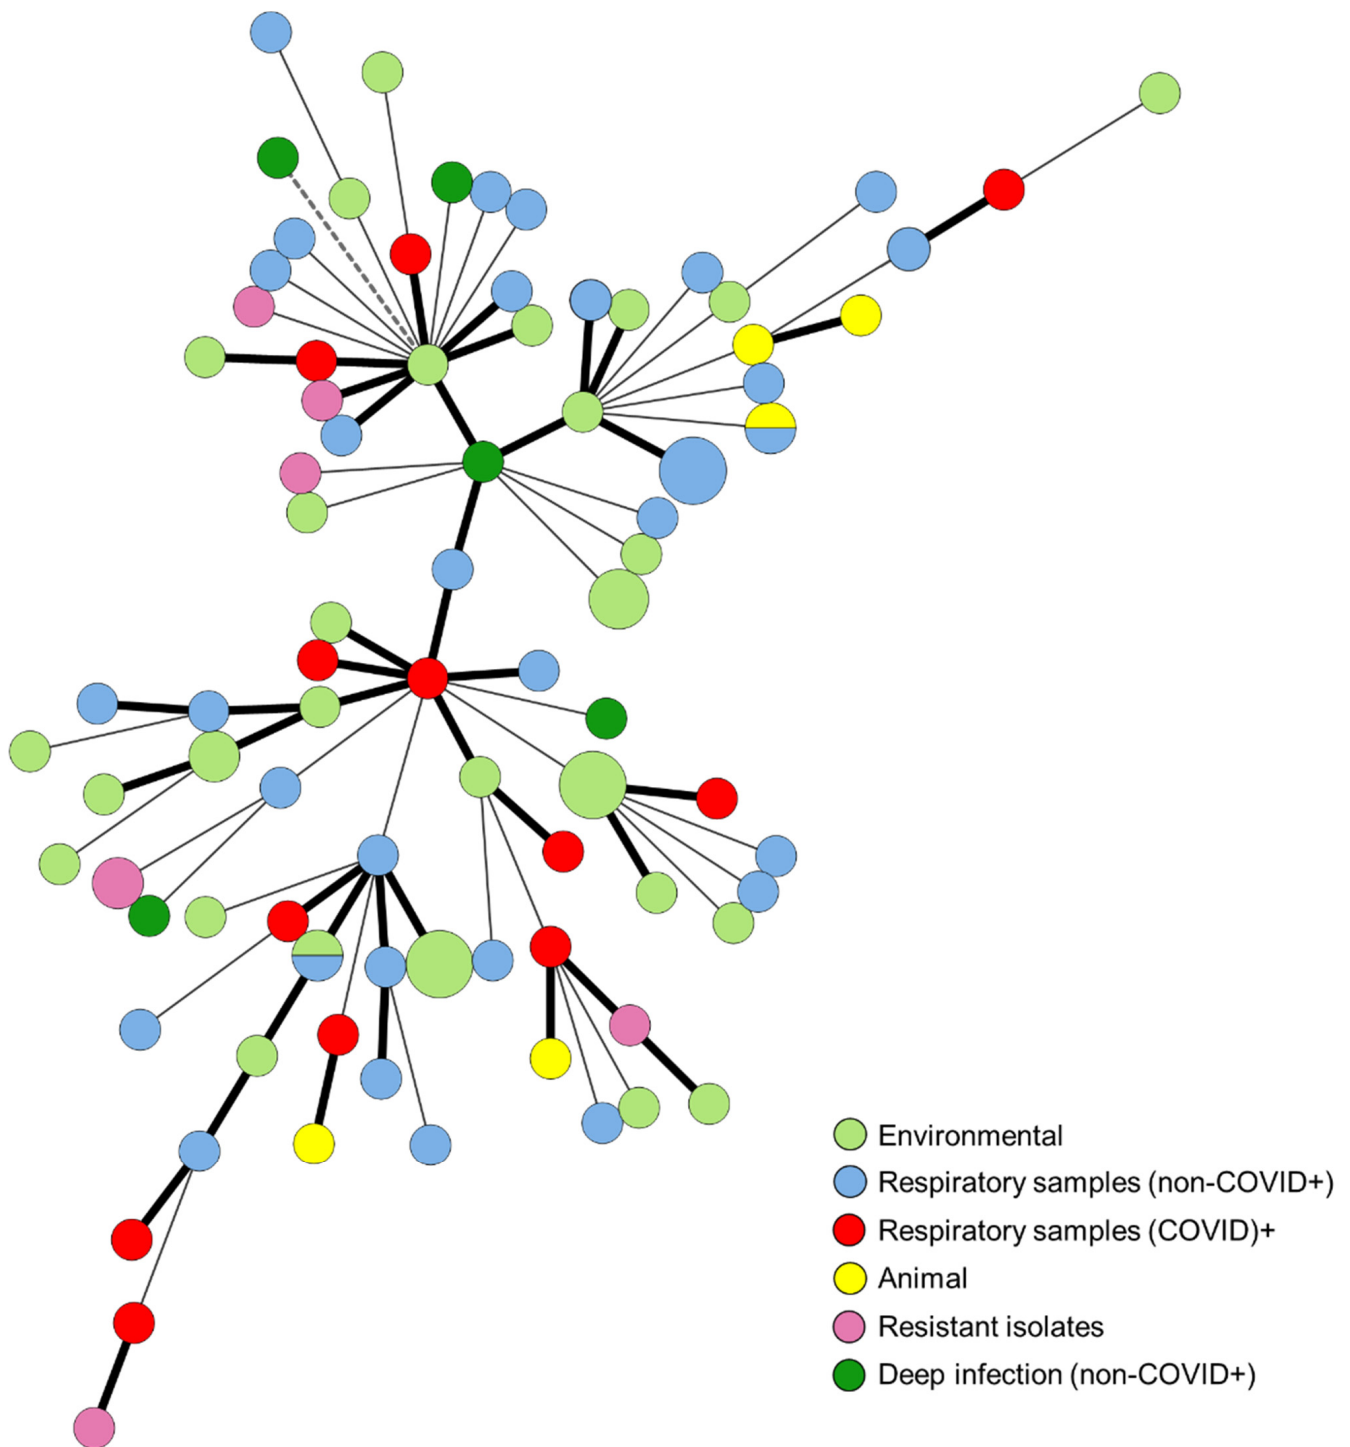 Environmental
Respiratory samples (non-COVID+)
Respiratory samples (COVID)+
Animal
Resistant isolates
Deep infection (non-COVID+)